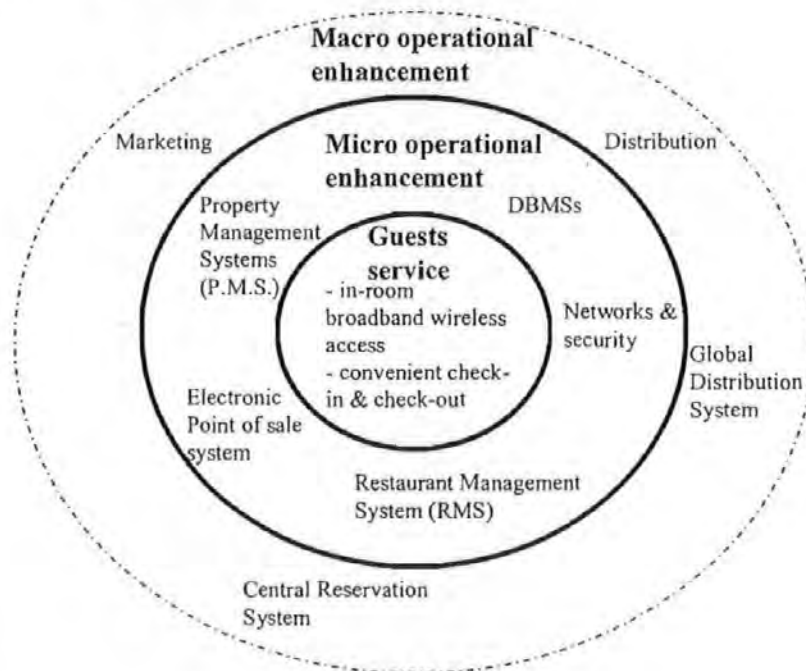 Macro operational
enhancement
Marketing
Distribution
Micro operational
enhancement
Property
Management
Systems
(P.M.S.)
DBMSs
Guests
service
- in-room
broadband wireless
access
- convenient check-
in & check-out
Networks &
security
Global
Distribution
System
Electronic
Point of sale
system
Restaurant Management
System (RMS)
Central Reservation
System